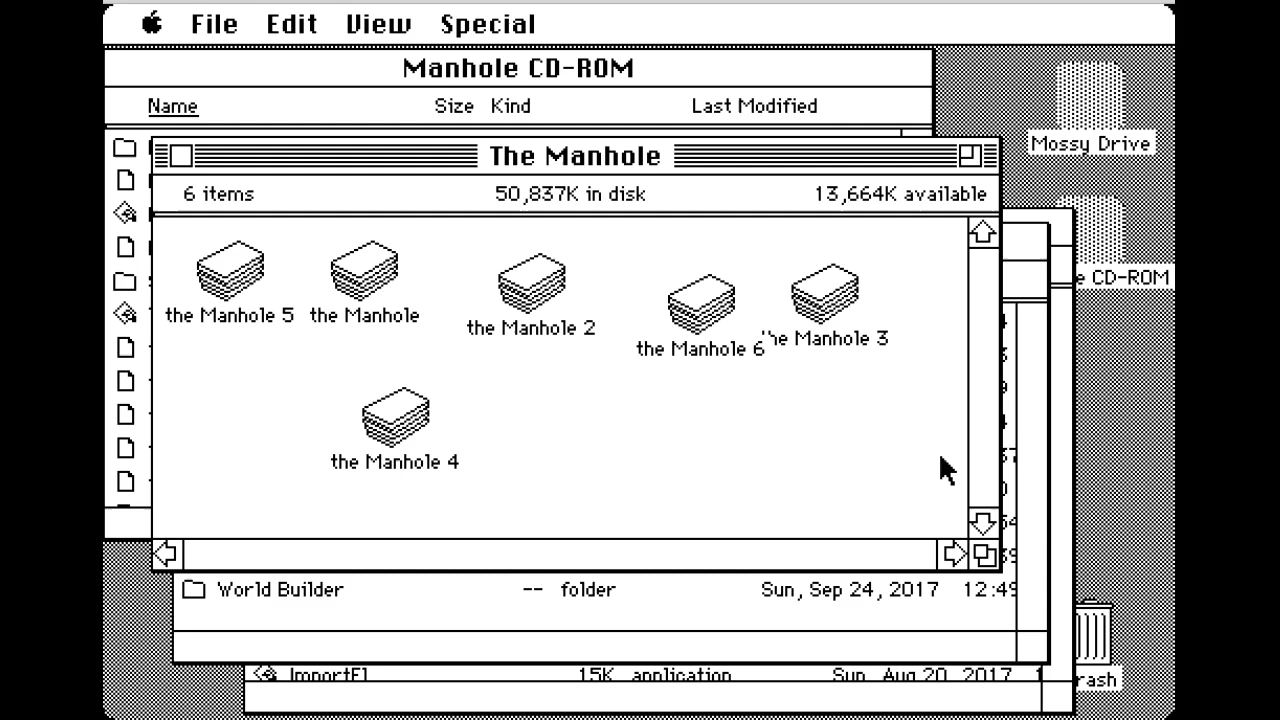 File Edit View Special
Manhole CD-ROM
Name Size Kind Last Modified
Mossy Drive
The Manhole
6 items 50,837K in disk 13,664K available
e CD-ROM
the Manhole 5 the Manhole the Manhole 2 the Manhole 6 he Manhole 3
the Manhole 4
World Builder -- folder Sun, Sep 24, 2017 12:49
ImportFl 15K application Sun, Aug 20, 2017 1
rash